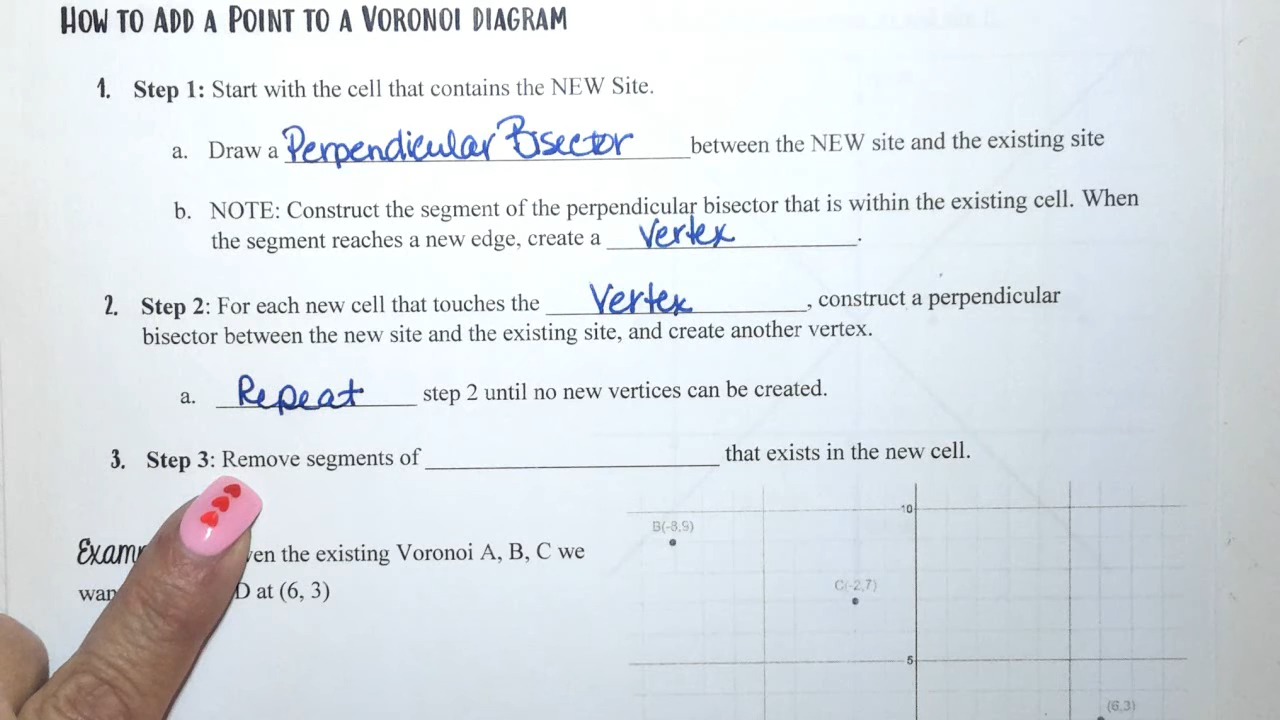 HOW TO ADD A POINT TO A VORONOI DIAGRAM
1. Step 1: Start with the cell that contains the NEW Site.
a. Draw a Perpendicular Bisector between the NEW site and the existing site
b. NOTE: Construct the segment of the perpendicular bisector that is within the existing cell. When
the segment reaches a new edge, create a Vertex.
2. Step 2: For each new cell that touches the Vertex, construct a perpendicular
bisector between the new site and the existing site, and create another vertex.
a. Repeat step 2 until no new vertices can be created.
3. Step 3: Remove segments of ____ that exists in the new cell.
10
B(-8,9)
the existing Voronoi A, B, C we
C(-2,7)
D at (6, 3)
5
(6,3)